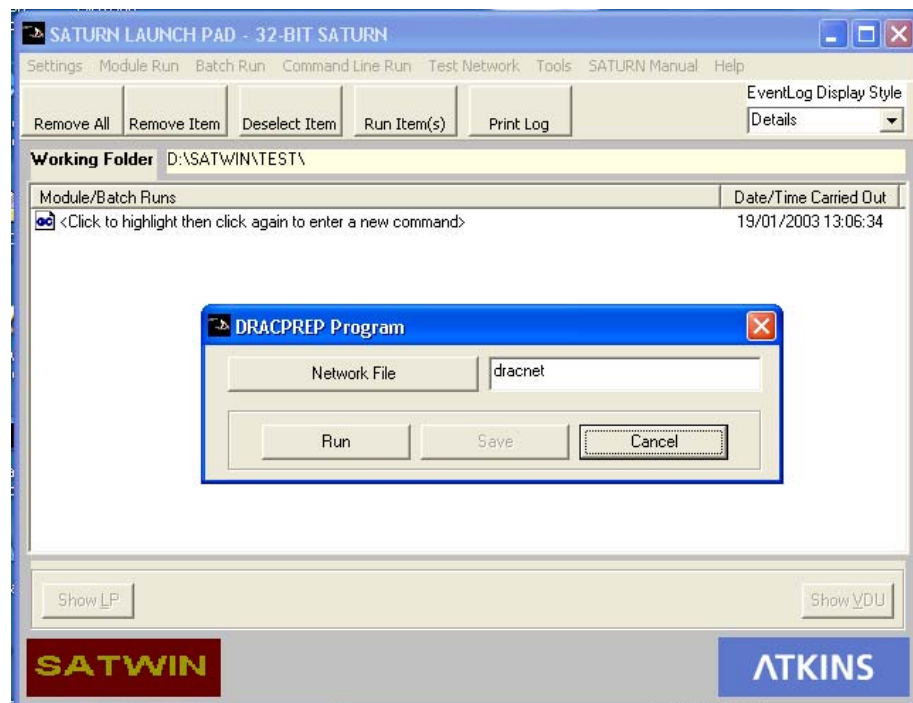 SATURN LAUNCH PAD - 32-BIT SATURN
Settings Module Run Batch Run Command Line Run Test Network Tools SATURN Manual Help
EventLog Display Style
Remove All Remove Item Deselect Item Run Item(s) Print Log Details
Working Folder D:\SATWIN\TEST\
Module/Batch Runs Date/Time Carried Out
<Click to highlight then click again to enter a new command> 19/01/2003 13:06:34
DRACPREP Program
Network File dracnet
Run Save Cancel
Show LP Show VDU
SATWIN ATKINS